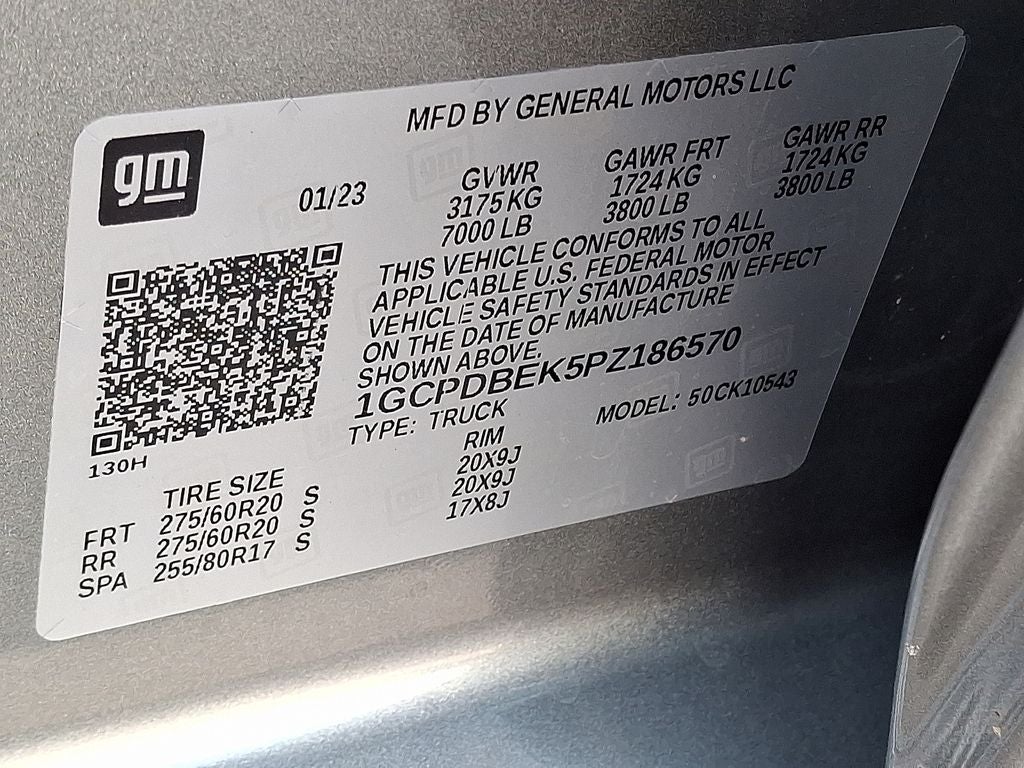 MFD BY GENERAL MOTORS LLC
gm
01/23 GVWR GAWR FRT GAWR RR
3175 KG 1724 KG 1724 KG
7000 LB 3800 LB 3800 LB
THIS VEHICLE CONFORMS TO ALL
APPLICABLE U.S. FEDERAL MOTOR
VEHICLE SAFETY STANDARDS IN EFFECT
ON THE DATE OF MANUFACTURE
SHOWN ABOVE.
1GCPDBEK5PZ186570
TYPE: TRUCK MODEL: 50CK10543
130H
TIRE SIZE RIM
FRT 275/60R20 S 20X9J
RR 275/60R20 S 20X9J
SPA 255/80R17 S 17X8J